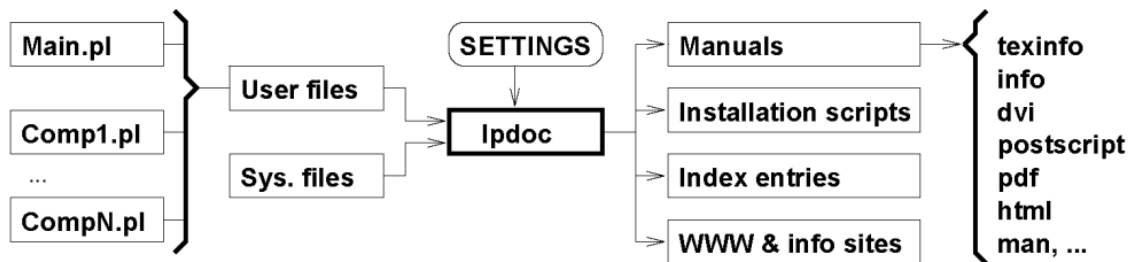 Main.pl
Comp1.pl
...
CompN.pl
User files
Sys. files
SETTINGS
lpdoc
Manuals
Installation scripts
Index entries
WWW & info sites
texinfo
info
dvi
postscript
pdf
html
man, ...